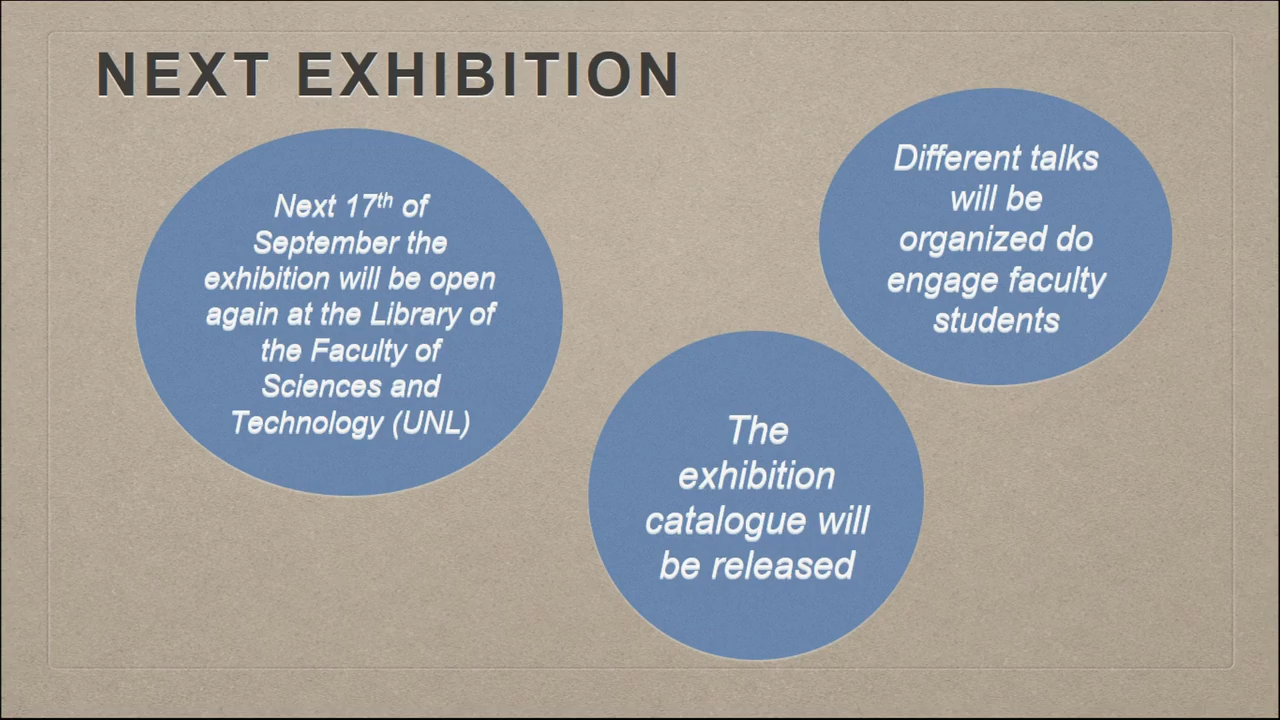 NEXT EXHIBITION
Next 17th of
September the
exhibition will be open
again at the Library of
the Faculty of
Sciences and
Technology (UNL)
Different talks
will be
organized do
engage faculty
students
The
exhibition
catalogue will
be released